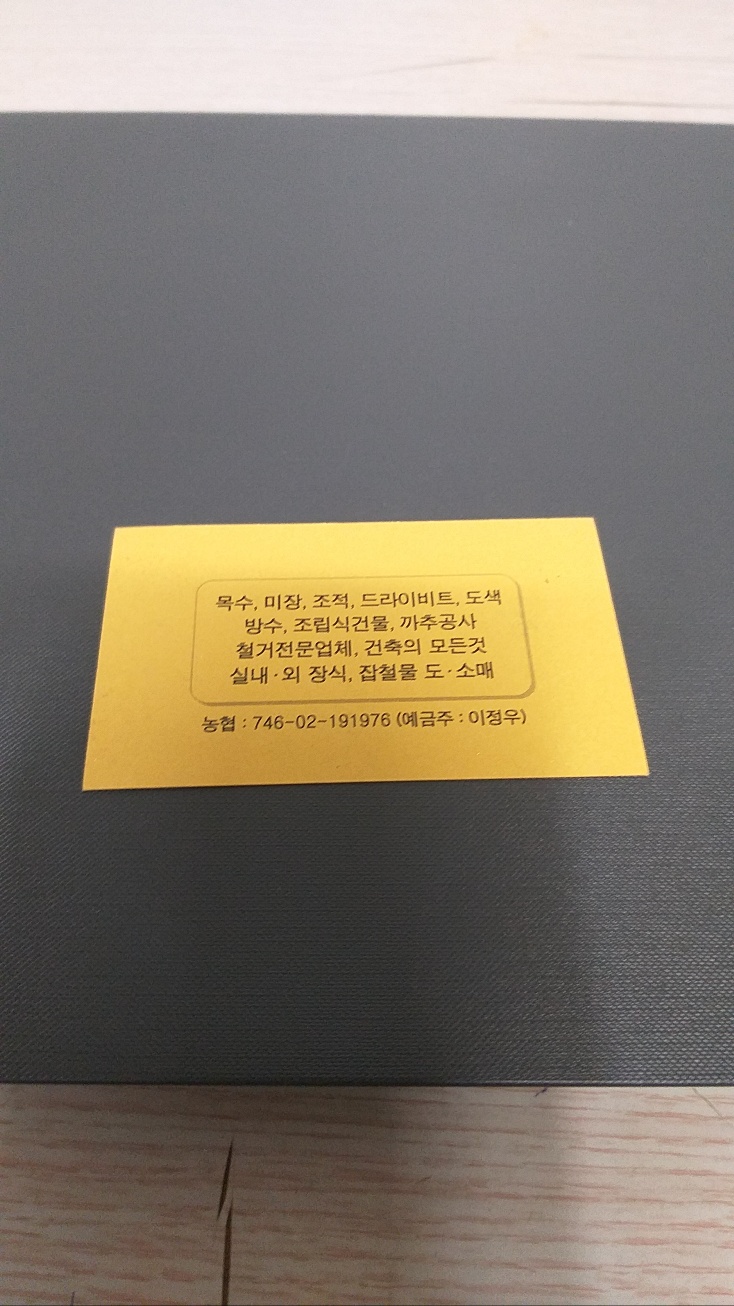 목수, 미장, 조적, 드라이비트, 도색
방수, 조립식건물, 까추공사
철거전문업체, 건축의 모든것
실내·외 장식, 잡철물 도·소매
농협 : 746-02-191976 (예금주 : 이정우)